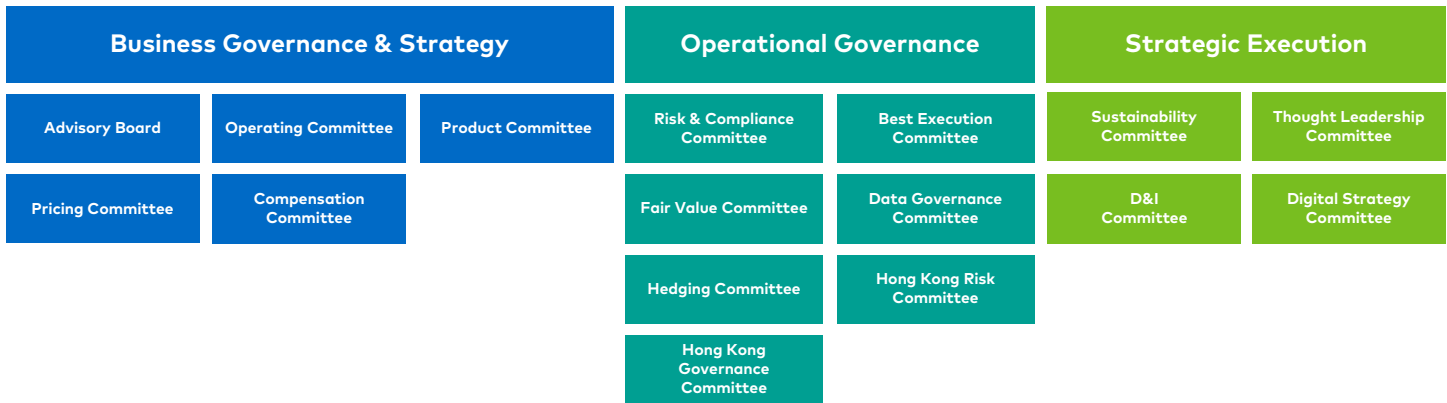 Business Governance & Strategy
Advisory Board
Operating Committee
Product Committee
Pricing Committee
Compensation
Committee
Operational Governance
Risk & Compliance
Committee
Best Execution
Committee
Fair Value Committee
Data Governance
Committee
Hedging Committee
Hong Kong Risk
Committee
Hong Kong
Governance
Committee
Strategic Execution
Sustainability
Committee
Thought Leadership
Committee
D&I
Committee
Digital Strategy
Committee